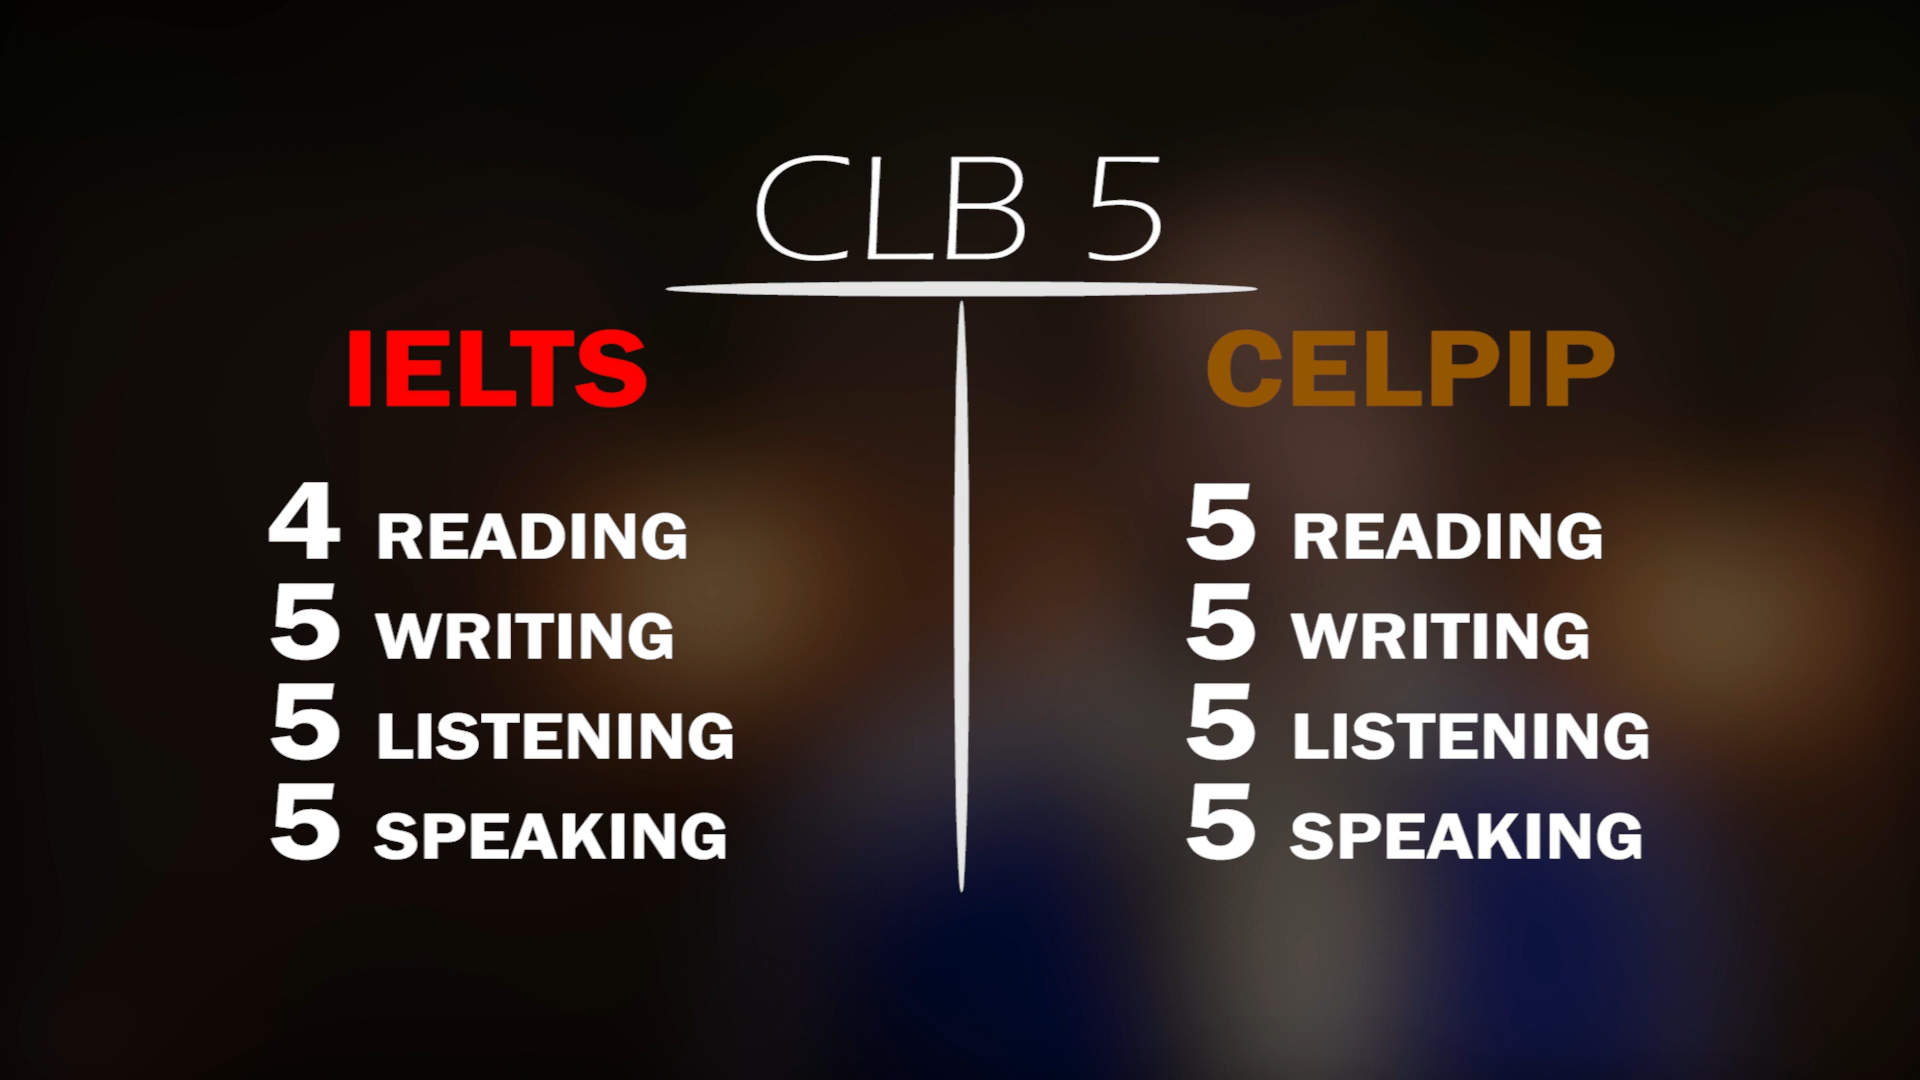 CLB 5
IELTS
4 READING
5 WRITING
5 LISTENING
5 SPEAKING
CELPIP
5 READING
5 WRITING
5 LISTENING
5 SPEAKING